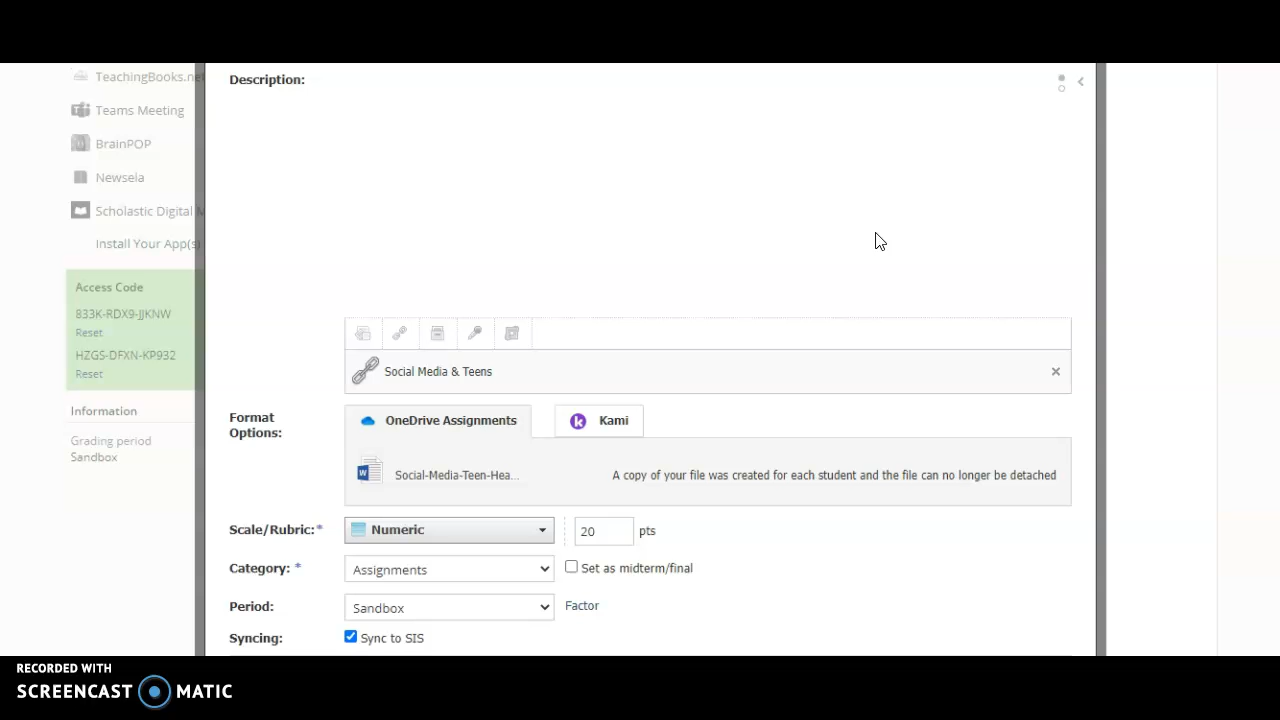 TeachingBooks.net
Teams Meeting
BrainPOP
Newseia
Scholastic Digital M
Install Your App(s)
Access Code
833K-RDX9-JJKNW
Reset
HZGS-DFXN-KP932
Reset
Information
Grading period
Sandbox
Description:
Social Media & Teens
Format
Options:
OneDrive Assignments
Kami
Social-Media-Teen-Hea...
A copy of your file was created for each student and the file can no longer be detached
Scale/Rubric:*
Numeric
20
pts
Category: *
Assignments
Set as midterm/final
Period:
Sandbox
Factor
Syncing:
Sync to SIS
RECORDED WITH
SCREENCAST MATIC